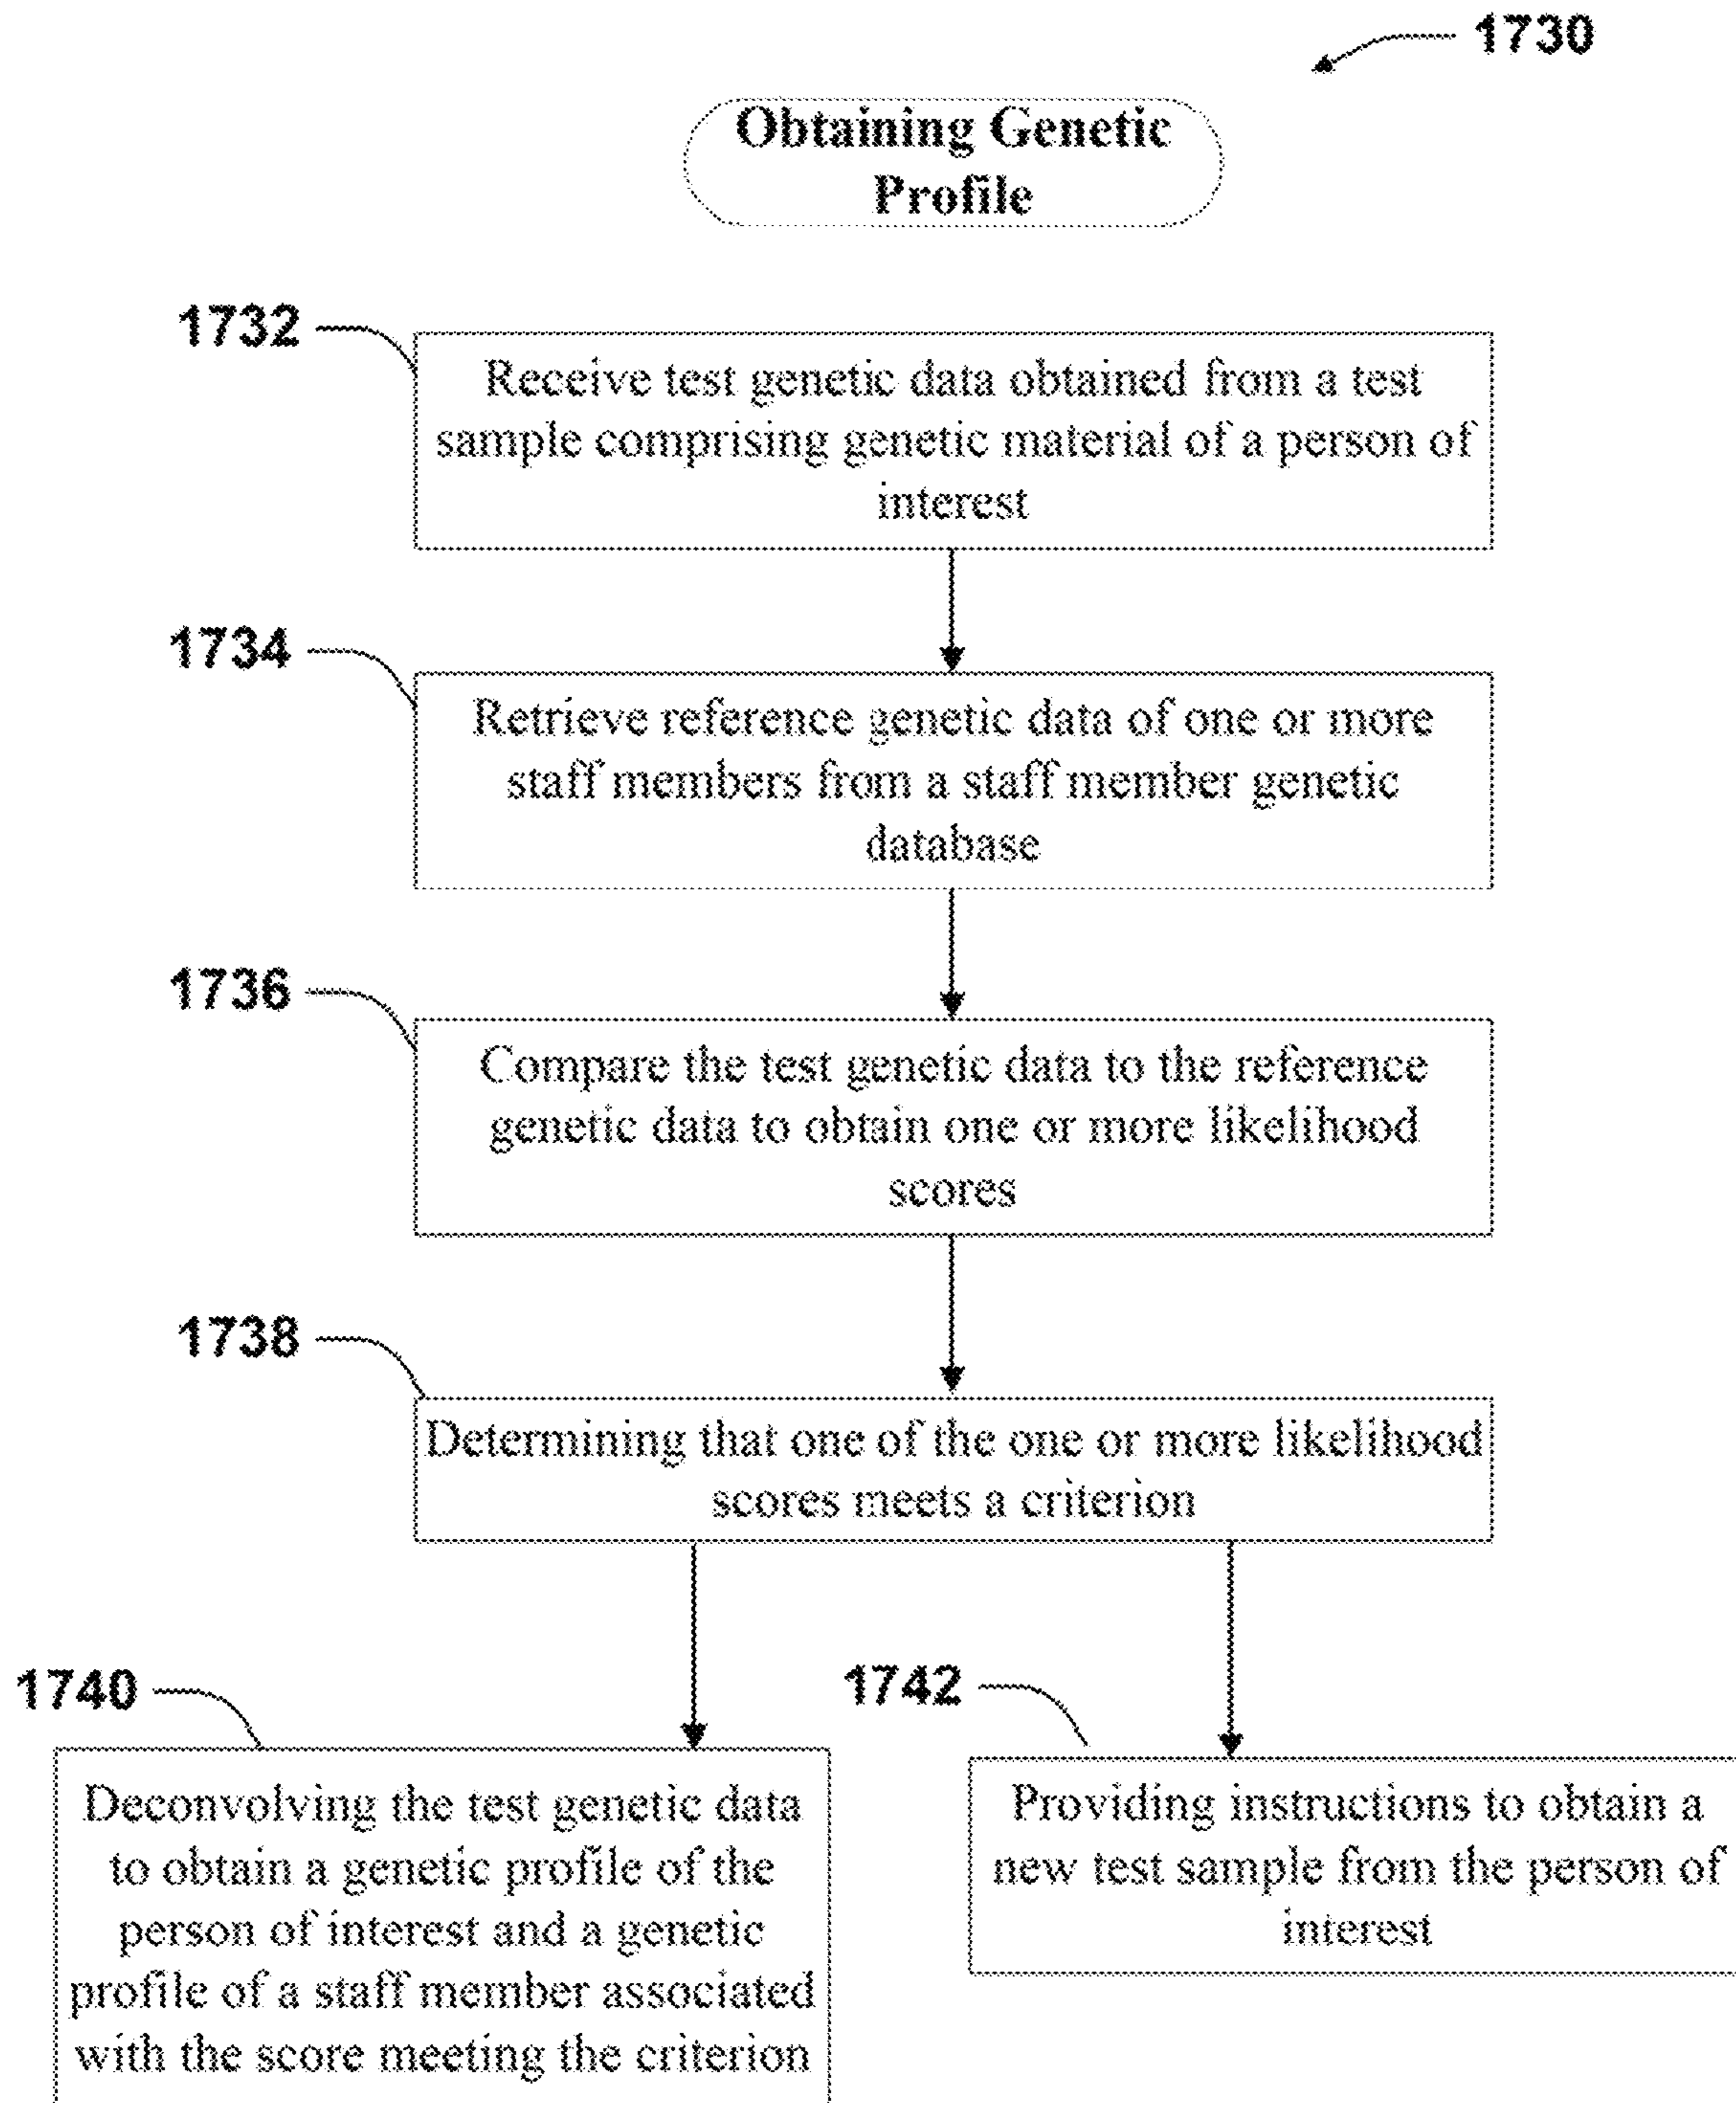 1730
Obtaining Genetic
Profile
1732
Receive test genetic data obtained from a test
sample comprising genetic material of a person of
interest
1734
Retrieve reference genetic data of one or more
staff members from a staff member genetic
database
1736
Compare the test genetic data to the reference
genetic data to obtain one or more likelihood
scores
1738
Determining that one of the one or more likelihood
scores meets a criterion
1740
Deconvolving the test genetic data
to obtain a genetic profile of the
person of interest and a genetic
profile of a staff member associated
with the score meeting the criterion
1742
Providing instructions to obtain a
new test sample from the person of
interest